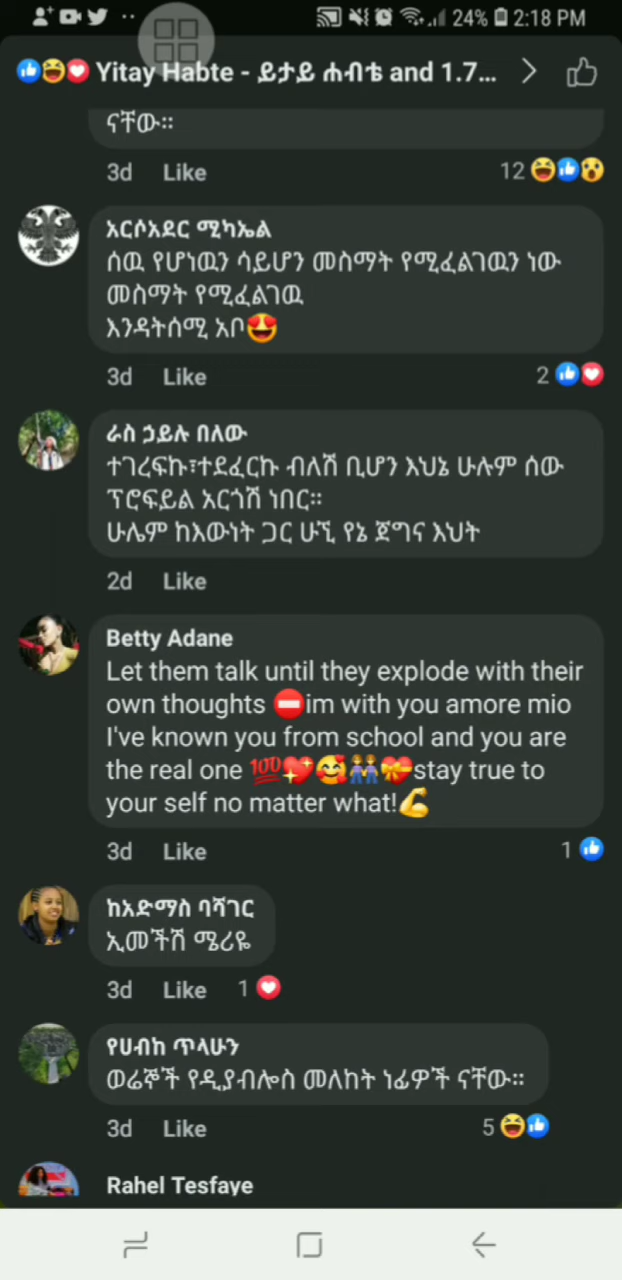 24% 2:18 PM
Yitay Habte - ይታይ ሐብቴ and 1.7...
ናቸው።
3d Like 12
አርሶአደር ሚካኤል
ሰዉ የሆነዉን ሳይሆን መስማት የሚፈልገዉን ነው
መስማት የሚፈልገዉ
እንዳትሰሚ አቦ😍
3d Like 2
ራስ ኃይሉ በለው
ተገረፍኩ፣ተደፈርኩ ብለሽ ቢሆን እህኔ ሁሉም ሰው
ፕሮፍይል አርጎሽ ነበር።
ሁሌም ከእውነት ጋር ሁኚ የኔ ጀግና እህት
2d Like
Betty Adane
Let them talk until they explode with their
own thoughts ⛔im with you amore mio
I've known you from school and you are
the real one 💯💖🥰👭💝stay true to
your self no matter what!💪
3d Like 1
ከአድማስ ባሻገር
ኢመችሽ ሜሪዬ
3d Like 1
የሀብከ ጥላሁን
ወሬኞች የዲያብሎስ መለከት ነፊዎች ናቸው።
3d Like 5
Rahel Tesfaye